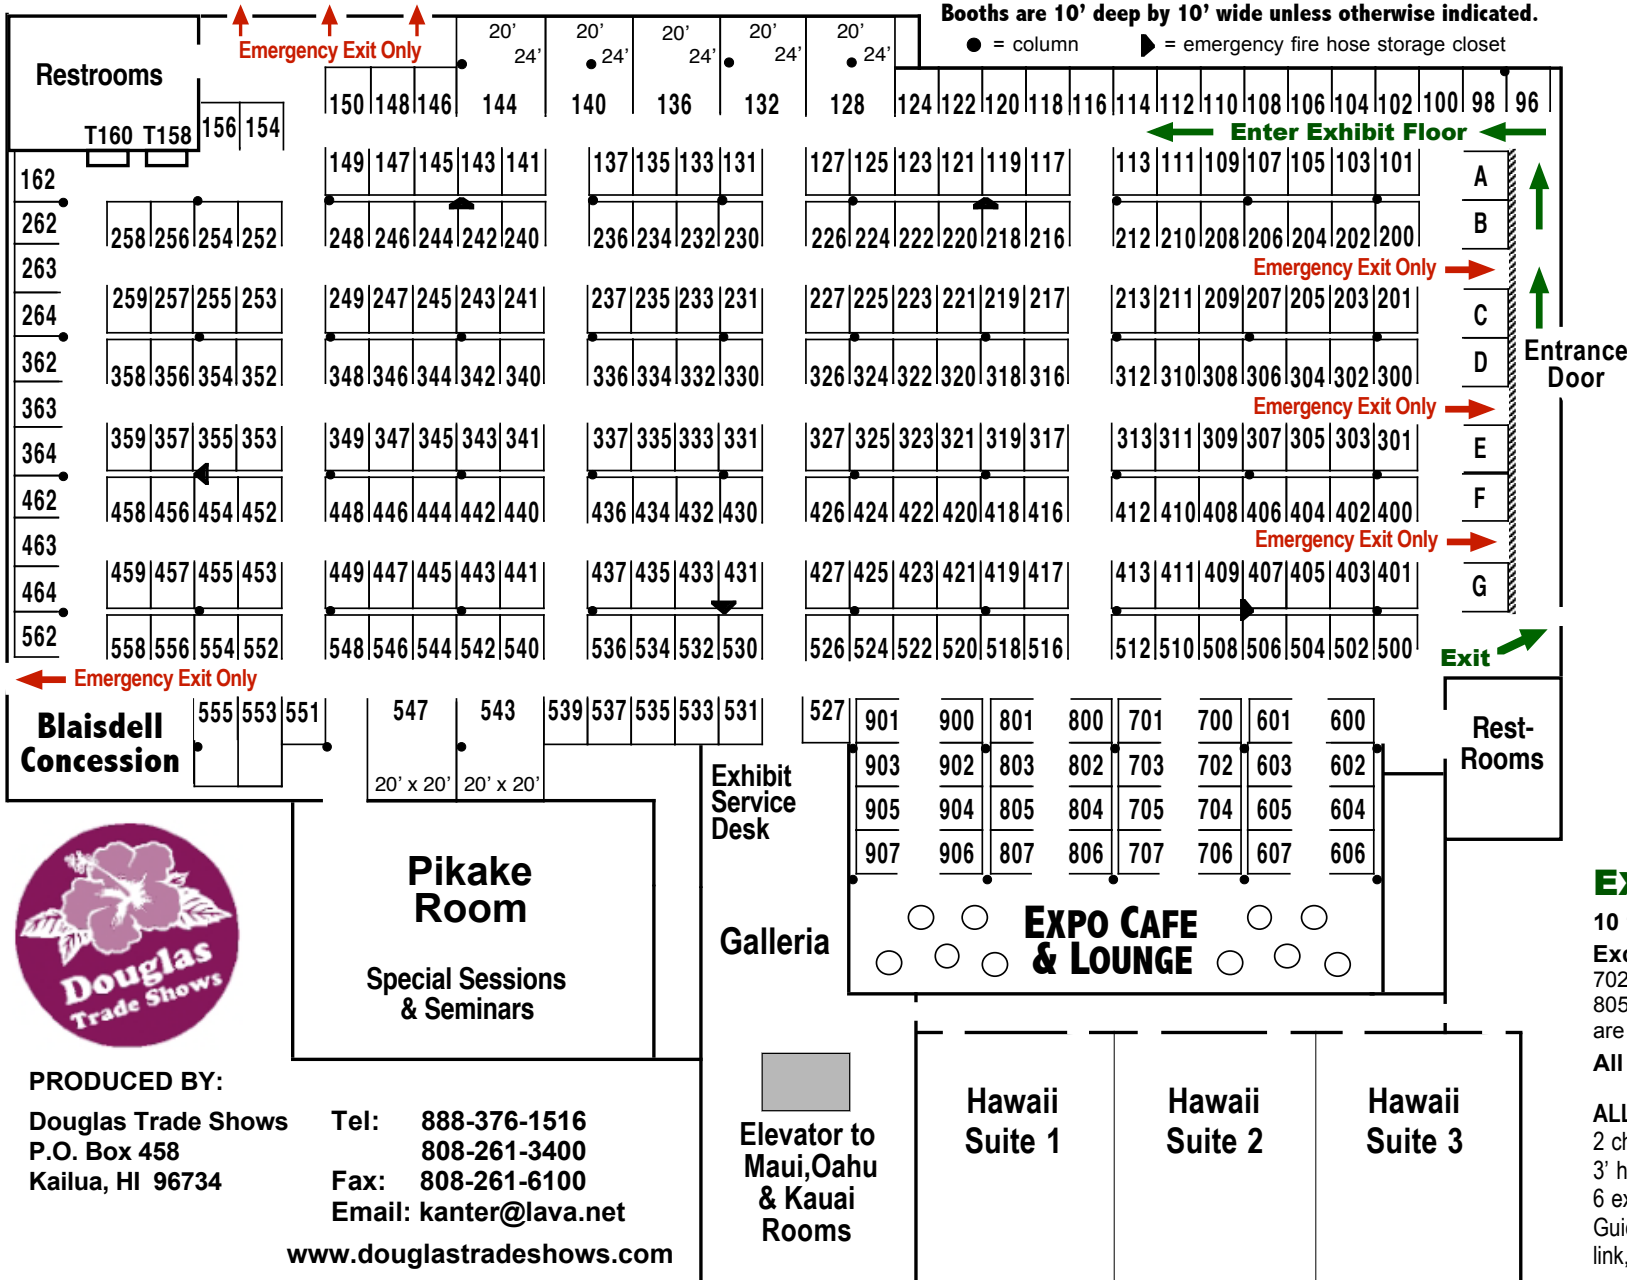 Booths are 10’ deep by 10’ wide unless otherwise indicated.
= column = emergency fire hose storage closet
Emergency Exit Only
20’ 20’ 20’ 20’ 20’
24’ 24’ 24’ 24’ 24’
Restrooms
T160 T158
156 154
150 148 146 144 140 136 132 128 124 122 120 118 116 114 112 110 108 106 104 102 100 98 96
Enter Exhibit Floor
149 147 145 143 141 137 135 133 131 127 125 123 121 119 117 113 111 109 107 105 103 101
162
262
263
264
362
363
364
462
463
464
562
A
B
C
D
E
F
G
258 256 254 252 248 246 244 242 240 236 234 232 230 226 224 222 220 218 216 212 210 208 206 204 202 200
Emergency Exit Only
259 257 255 253 249 247 245 243 241 237 235 233 231 227 225 223 221 219 217 213 211 209 207 205 203 201
Entrance
Door
358 356 354 352 348 346 344 342 340 336 334 332 330 326 324 322 320 318 316 312 310 308 306 304 302 300
Emergency Exit Only
359 357 355 353 349 347 345 343 341 337 335 333 331 327 325 323 321 319 317 313 311 309 307 305 303 301
458 456 454 452 448 446 444 442 440 436 434 432 430 426 424 422 420 418 416 412 410 408 406 404 402 400
Emergency Exit Only
459 457 455 453 449 447 445 443 441 437 435 433 431 427 425 423 421 419 417 413 411 409 407 405 403 401
558 556 554 552 548 546 544 542 540 536 534 532 530 526 524 522 520 518 516 512 510 508 506 504 502 500
Exit
Emergency Exit Only
Blaisdell
Concession
555 553 551 547 543 539 537 535 533 531 527
20’ x 20’ 20’ x 20’
901 900 801 800 701 700 601 600
903 902 803 802 703 702 603 602
905 904 805 804 705 704 605 604
907 906 807 806 707 706 607 606
Rest-
Rooms
Exhibit
Service
Desk
Pikake
Room
Special Sessions
& Seminars
Galleria
EXPO CAFE
& LOUNGE
Douglas
Trade Shows
Elevator to
Maui,Oahu
& Kauai
Rooms
Hawaii
Suite 1
Hawaii
Suite 2
Hawaii
Suite 3
PRODUCED BY:
Douglas Trade Shows
P.O. Box 458
Kailua, HI 96734
Tel: 888-376-1516
808-261-3400
Fax: 808-261-6100
Email: kanter@lava.net
www.douglastradeshows.com
10
702
805
are
All
2
3’
6
link,